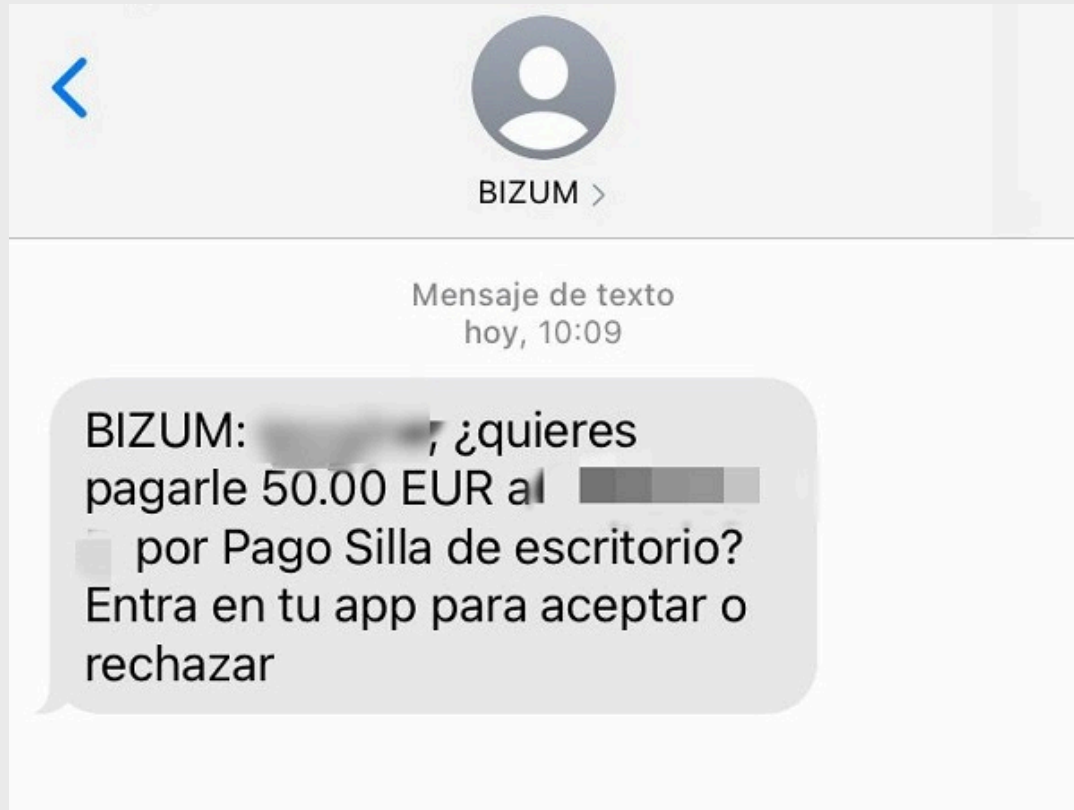 BIZUM
Mensaje de texto
hoy, 10:09
BIZUM: , ¿quieres
pagarle 50.00 EUR al
por Pago Silla de escritorio?
Entra en tu app para aceptar o
rechazar